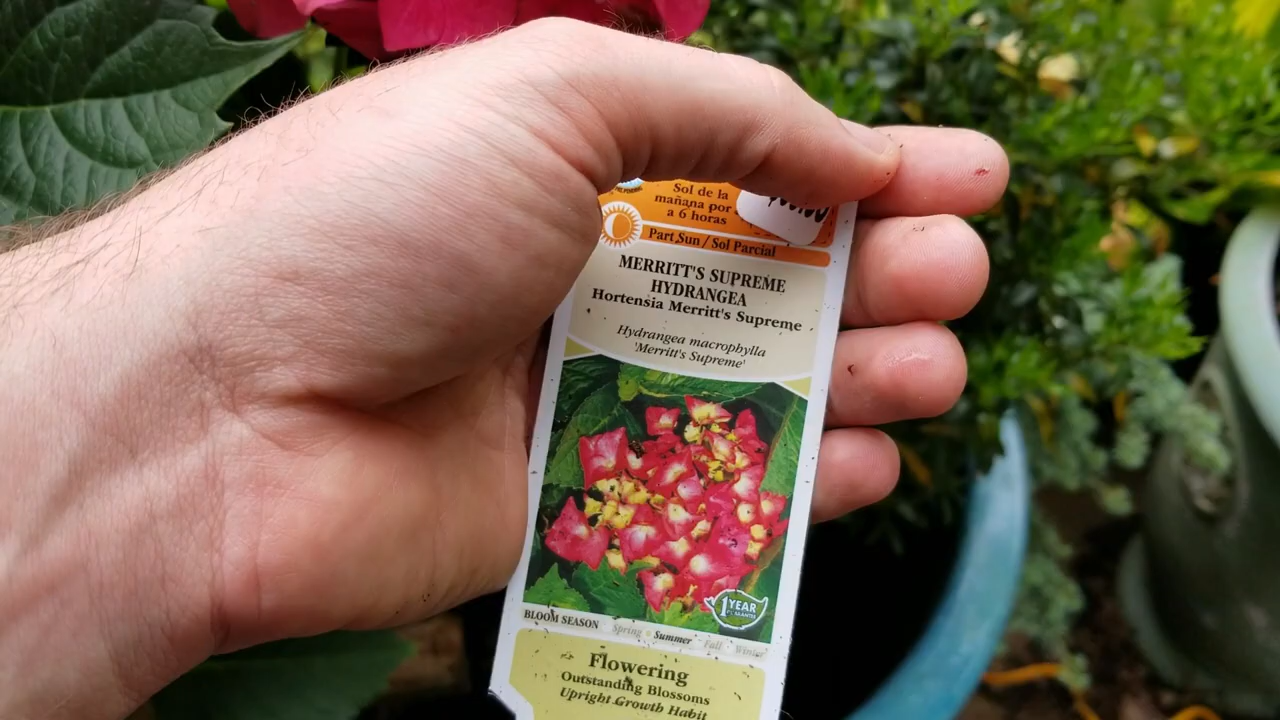 Sol de la
mañana por
a 6 horas
Part Sun / Sol Parcial
MERRITT'S SUPREME
HYDRANGEA
Hortensia Merritt's Supreme
Hydrangea macrophylla
'Merritt's Supreme'
1 YEAR
BLOOM SEASON Spring Summer Fall Winter
Flowering
Outstanding Blossoms
Upright Growth Habit